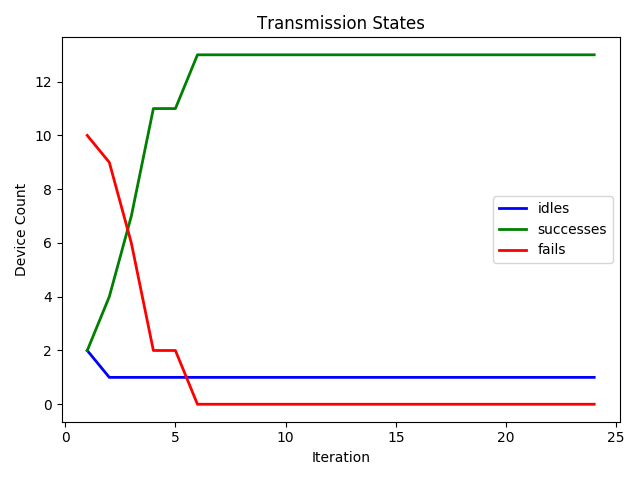 Transmission States
Device Count
12
10
8
6
4
2
0
idles
successes
fails
0 5 10 15 20 25
Iteration